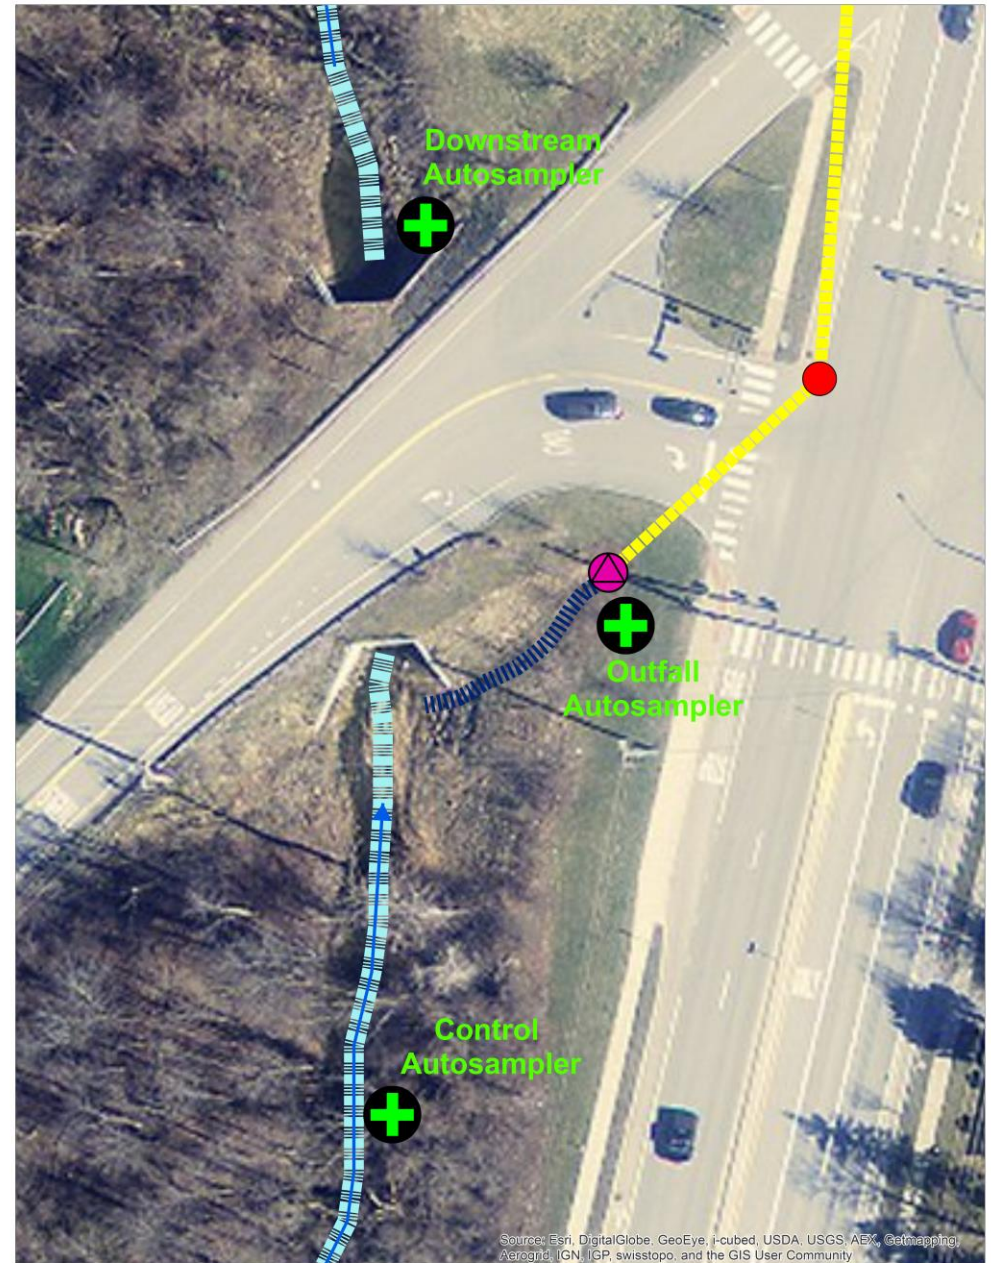 Downstream
Autosampler
Outfall
Autosampler
Control
Autosampler
Source: Esri, DigitalGlobe, GeoEye, i-cubed, USDA, USGS, AEX, Getmapping,
Aerogrid, IGN, IGP, swisstopo, and the GIS User Community